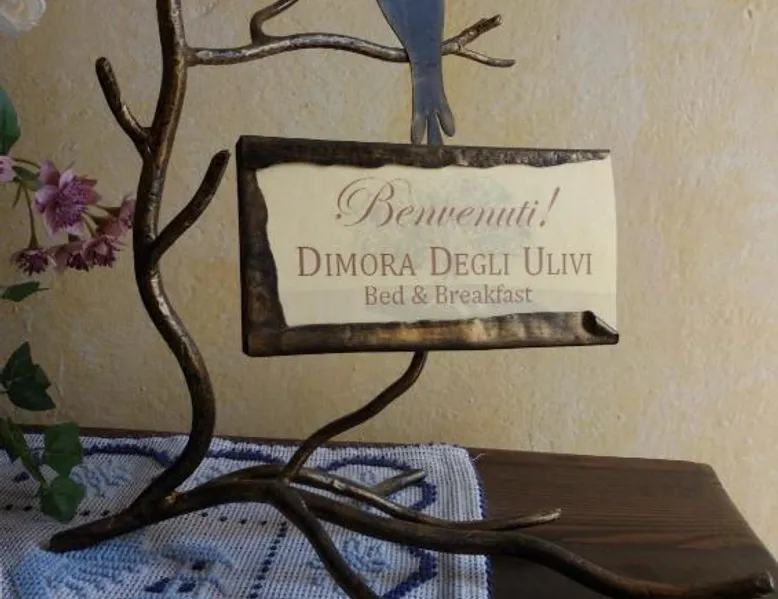 Benvenuti!
DIMORA DEGLI ULIVI
Bed & Breakfast